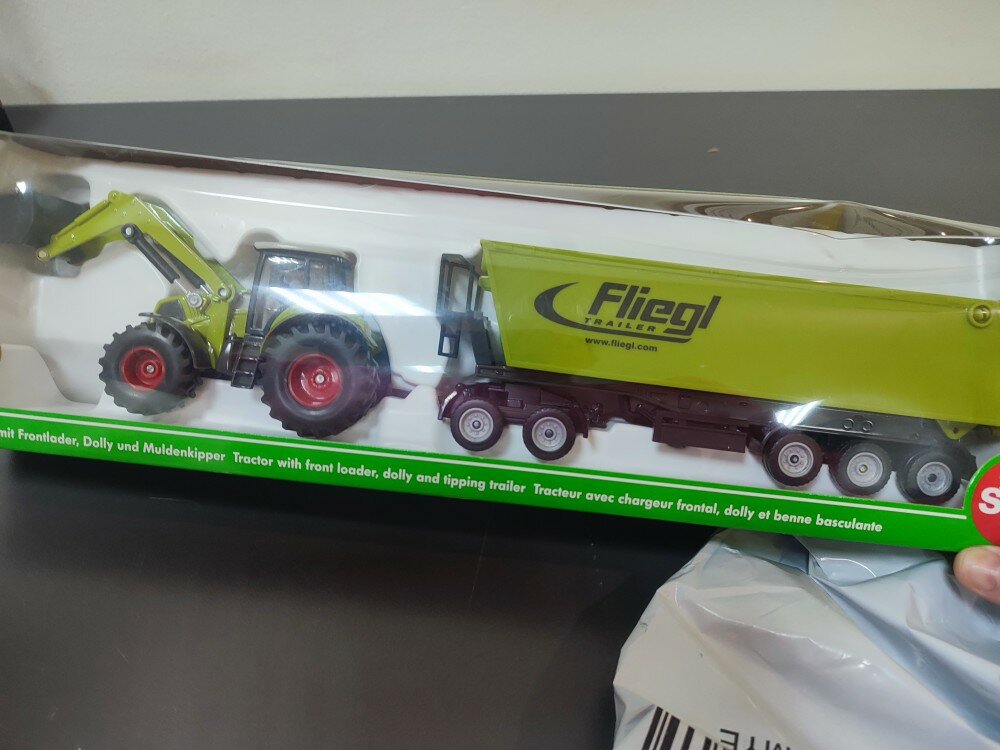 Fliegl
TRAILER
www.fliegl.com
mit Frontlader, Dolly und Muldenkipper Tractor with front loader, dolly and tipping trailer Tracteur avec chargeur frontal, dolly et benne basculante
S